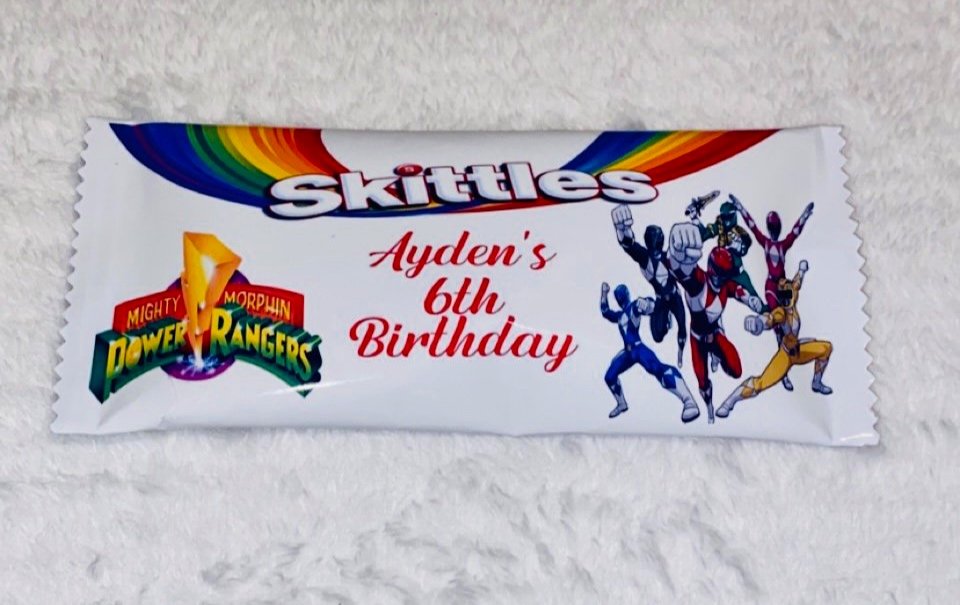 Skittles
Ayden's
6th
Birthday
MIGHTY MORPHIN
POWER RANGERS